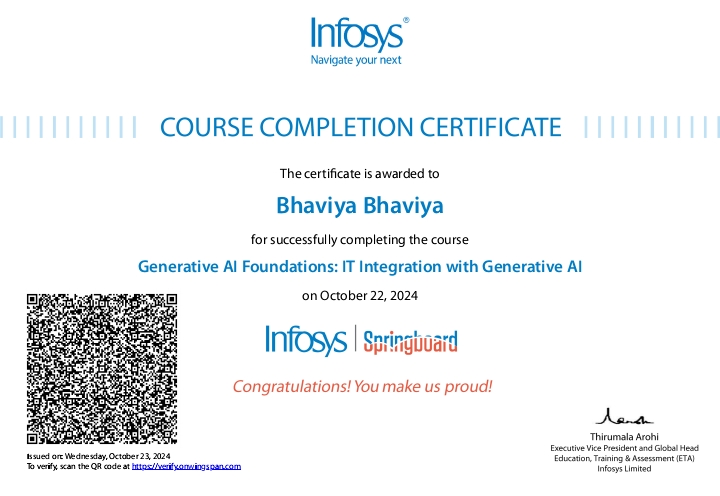 Infosys®
Navigate your next
COURSE COMPLETION CERTIFICATE
The certificate is awarded to
Bhaviya Bhaviya
for successfully completing the course
Generative AI Foundations: IT Integration with Generative AI
on October 22, 2024
Infosys | Springboard
Congratulations! You make us proud!
Thirumala Arohi
Executive Vice President and Global Head
Education, Training & Assessment (ETA)
Infosys Limited
Issued on: Wednesday, October 23, 2024
To verify, scan the QR code at https://verify.onwingspan.com